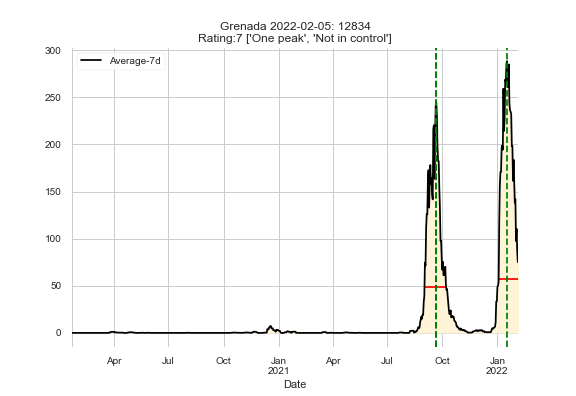 Grenada 2022-02-05: 12834
Rating:7 ['One peak', 'Not in control']
Average-7d
300
250
200
150
100
50
0
Apr Jul Oct Jan Apr Jul Oct Jan
2021 2022
Date